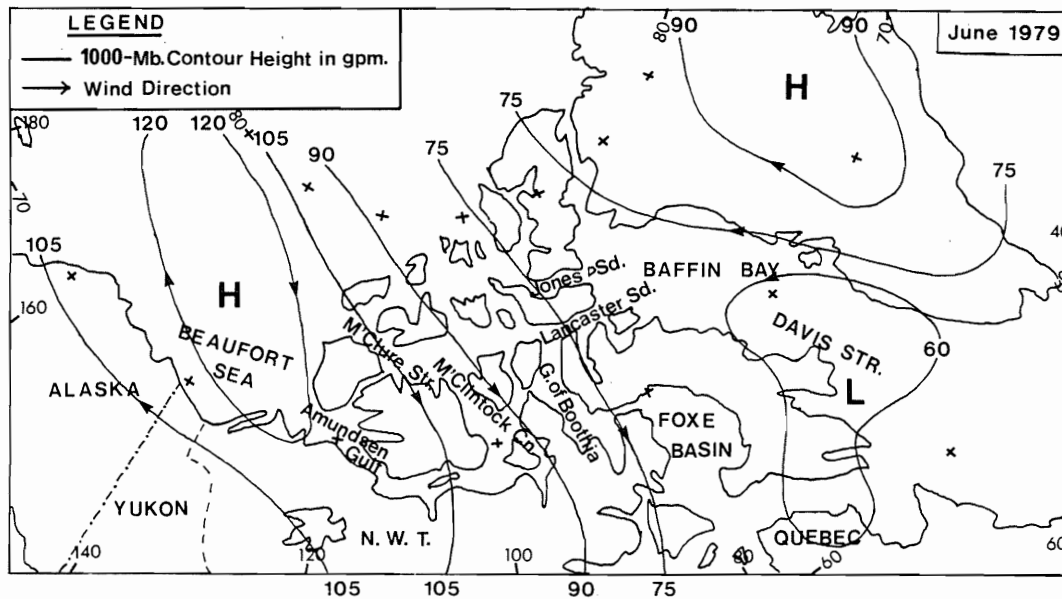 LEGEND
1000-Mb. Contour Height in gpm.
Wind Direction
June 1979
90
80
90
70
H
180
120
120
80
105
90
75
75
75
70
105
40
H
160
BEAUFORT
SEA
ALASKA
M'Clure Str.
M'Clintock Cn.
Jones Sd.
Lancaster Sd.
BAFFIN BAY
DAVIS STR.
60
L
Amundsen
Gulf
G. of Boothia
FOXE
BASIN
YUKON
N. W. T.
QUEBEC
140
120
100
80
60
60
105
105
90
75